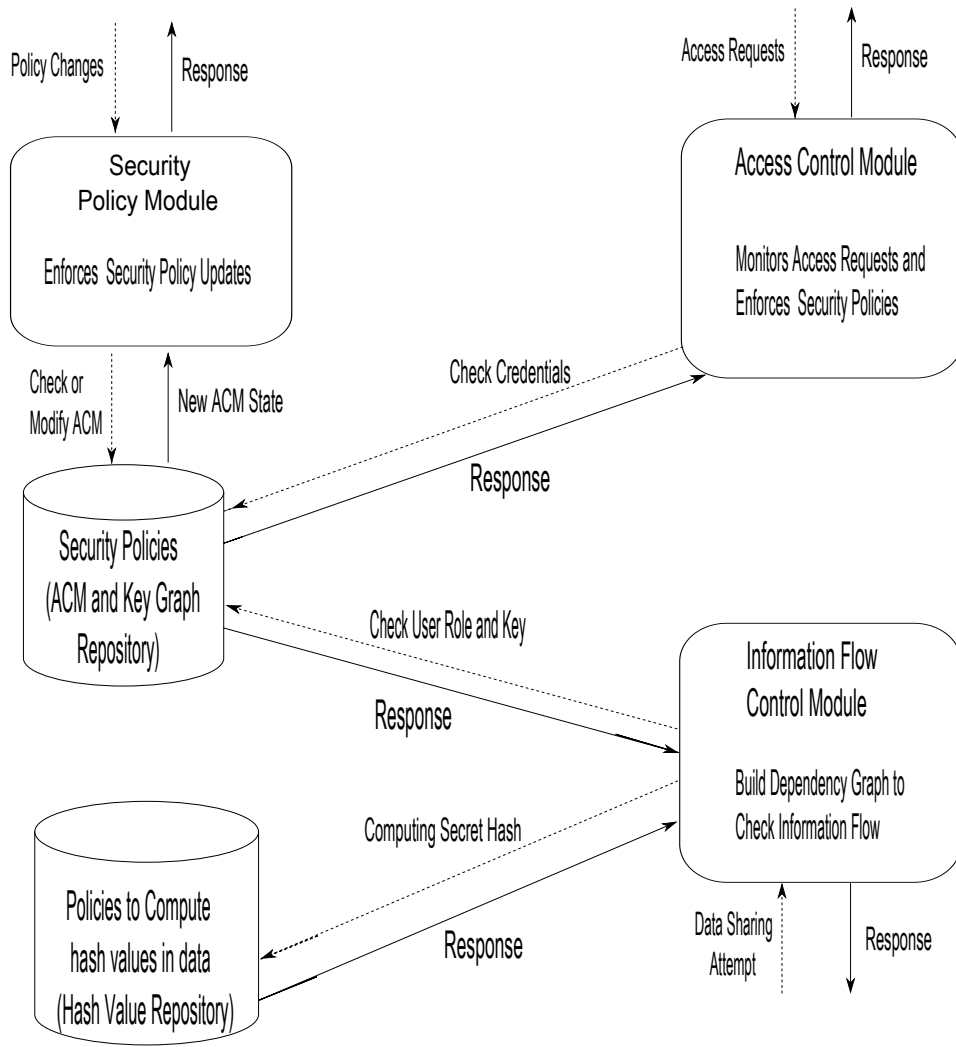 Policy Changes
Response
Access Requests
Response
Security
Policy Module
Enforces Security Policy Updates
Access Control Module
Monitors Access Requests and
Enforces Security Policies
Check or
Modify ACM
New ACM State
Check Credentials
Response
Security Policies
(ACM and Key Graph
Repository)
Check User Role and Key
Response
Information Flow
Control Module
Build Dependency Graph to
Check Information Flow
Computing Secret Hash
Response
Policies to Compute
hash values in data
(Hash Value Repository)
Data Sharing
Attempt
Response